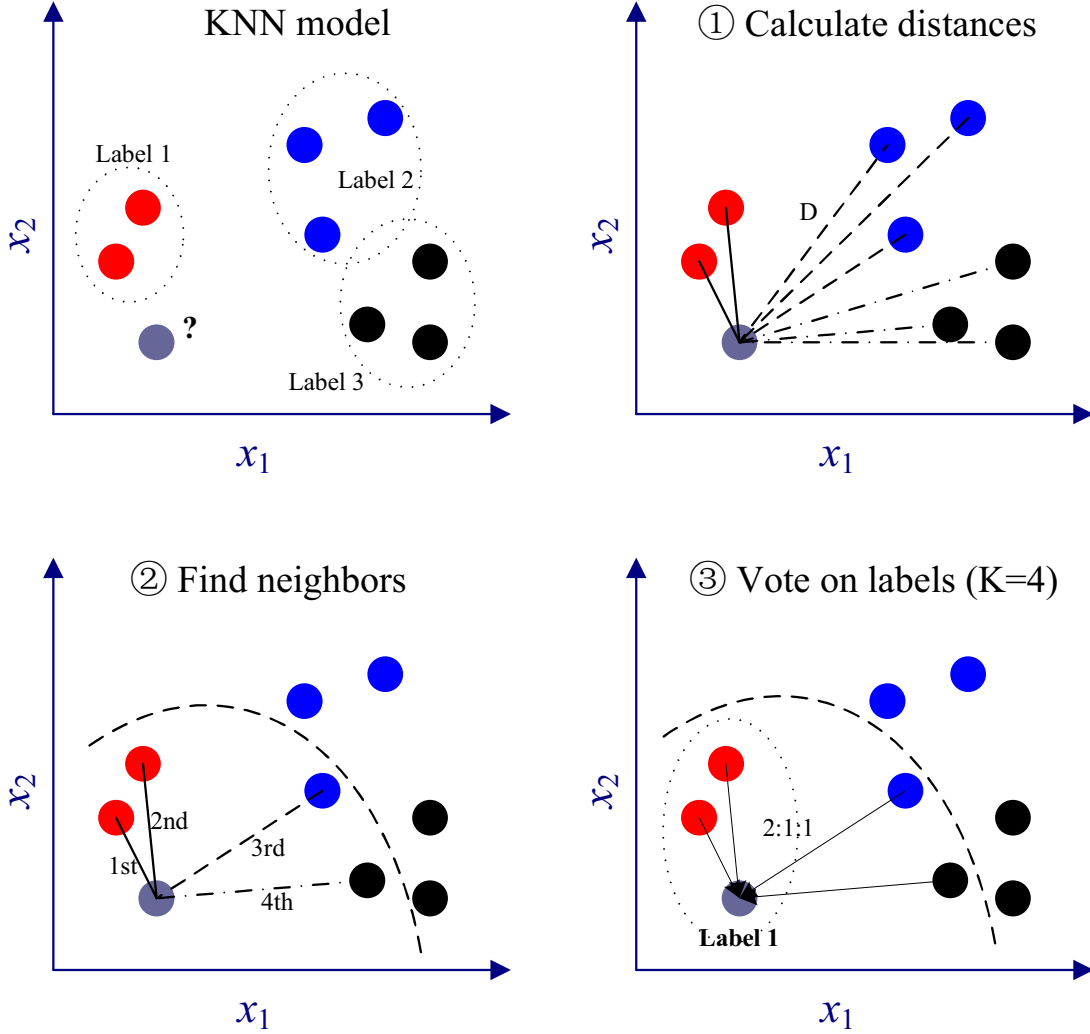 KNN model
Label 1
Label 2
?
Label 3
x2
x1
① Calculate distances
D
x2
x1
② Find neighbors
2nd
1st
3rd
4th
x2
x1
③ Vote on labels (K=4)
2:1:1
Label 1
x2
x1